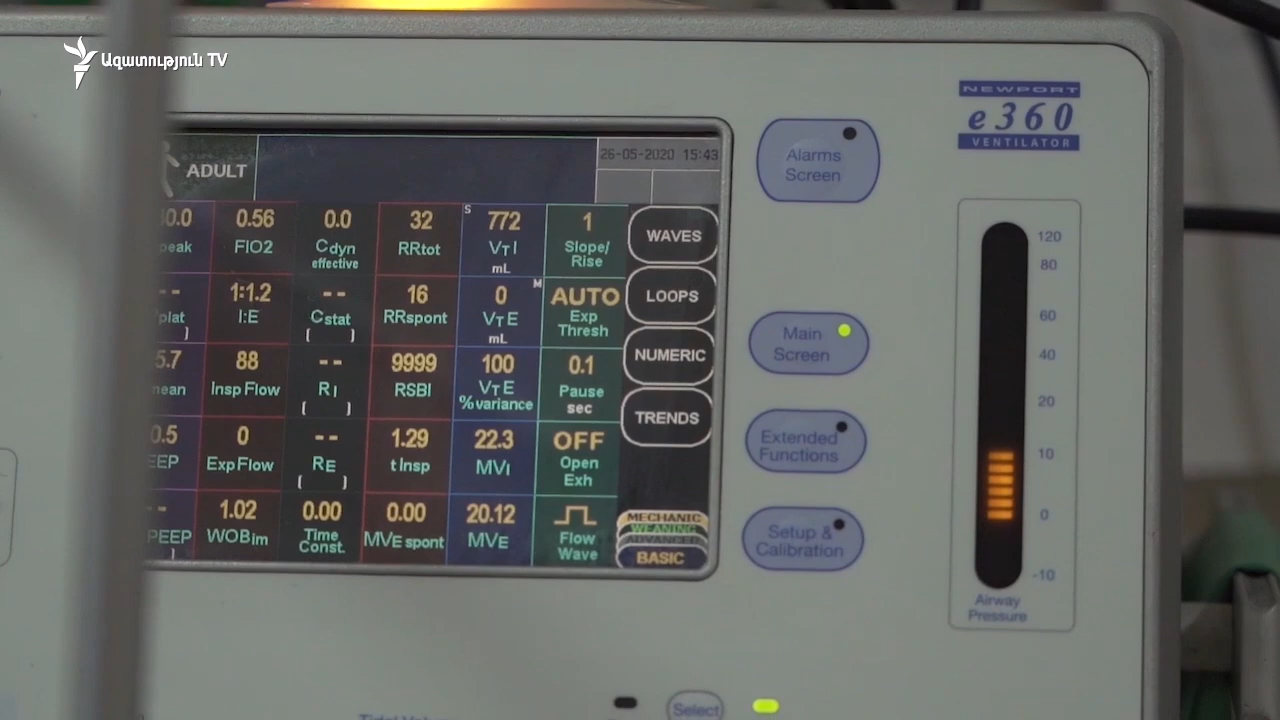 Ազատություն TV
NEWPORT
e360
VENTILATOR
ADULT
26-05-2020 15:43
Alarms
Screen
0.56
FIO2
0.0
Cdyn
effective
32
RRtot
S 772
VTI
mL
1
Slope/
Rise
WAVES
1:1.2
I:E
--
Cstat
[ ]
16
RRspont
0 M
VTE
mL
AUTO
Exp
Thresh
LOOPS
88
Insp Flow
--
RI
[ ]
9999
RSBI
100
VTE
%variance
0.1
Pause
sec
NUMERIC
0
Exp Flow
--
RE
[ ]
1.29
t Insp
22.3
MVI
OFF
Open
Exh
TRENDS
1.02
WOBim
0.00
Time
Const.
0.00
MVE spont
20.12
MVE
Flow
Wave
MECHANIC
WEANING
ADVANCED
BASIC
Main
Screen
Extended
Functions
Setup &
Calibration
120
80
60
40
20
10
0
-10
Airway
Pressure
Select